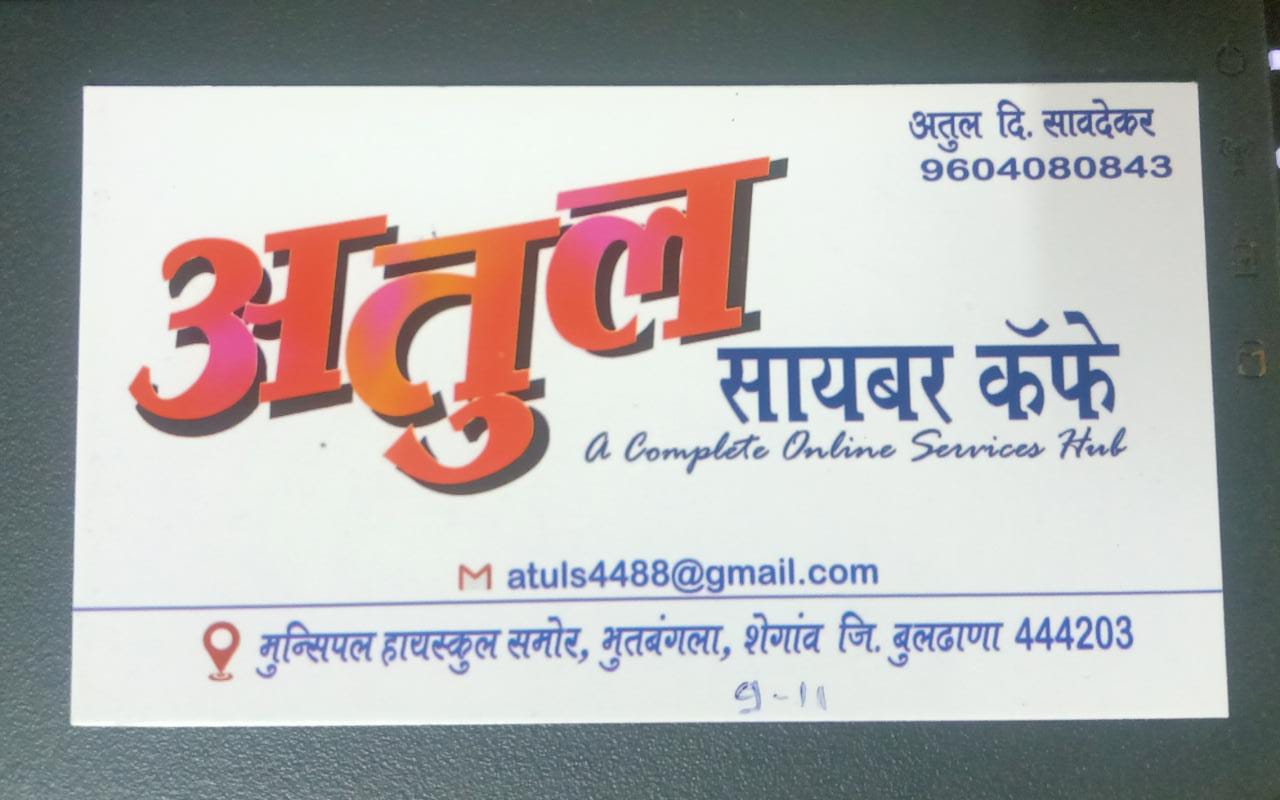 अतुल दि. सावदेकर
9604080843
अतुल
सायबर कॅफे
A Complete Online Services Hub
atuls4488@gmail.com
मुन्सिपल हायस्कुल समोर, भुतबंगला, शेगांव जि. बुलढाणा 444203
9-11